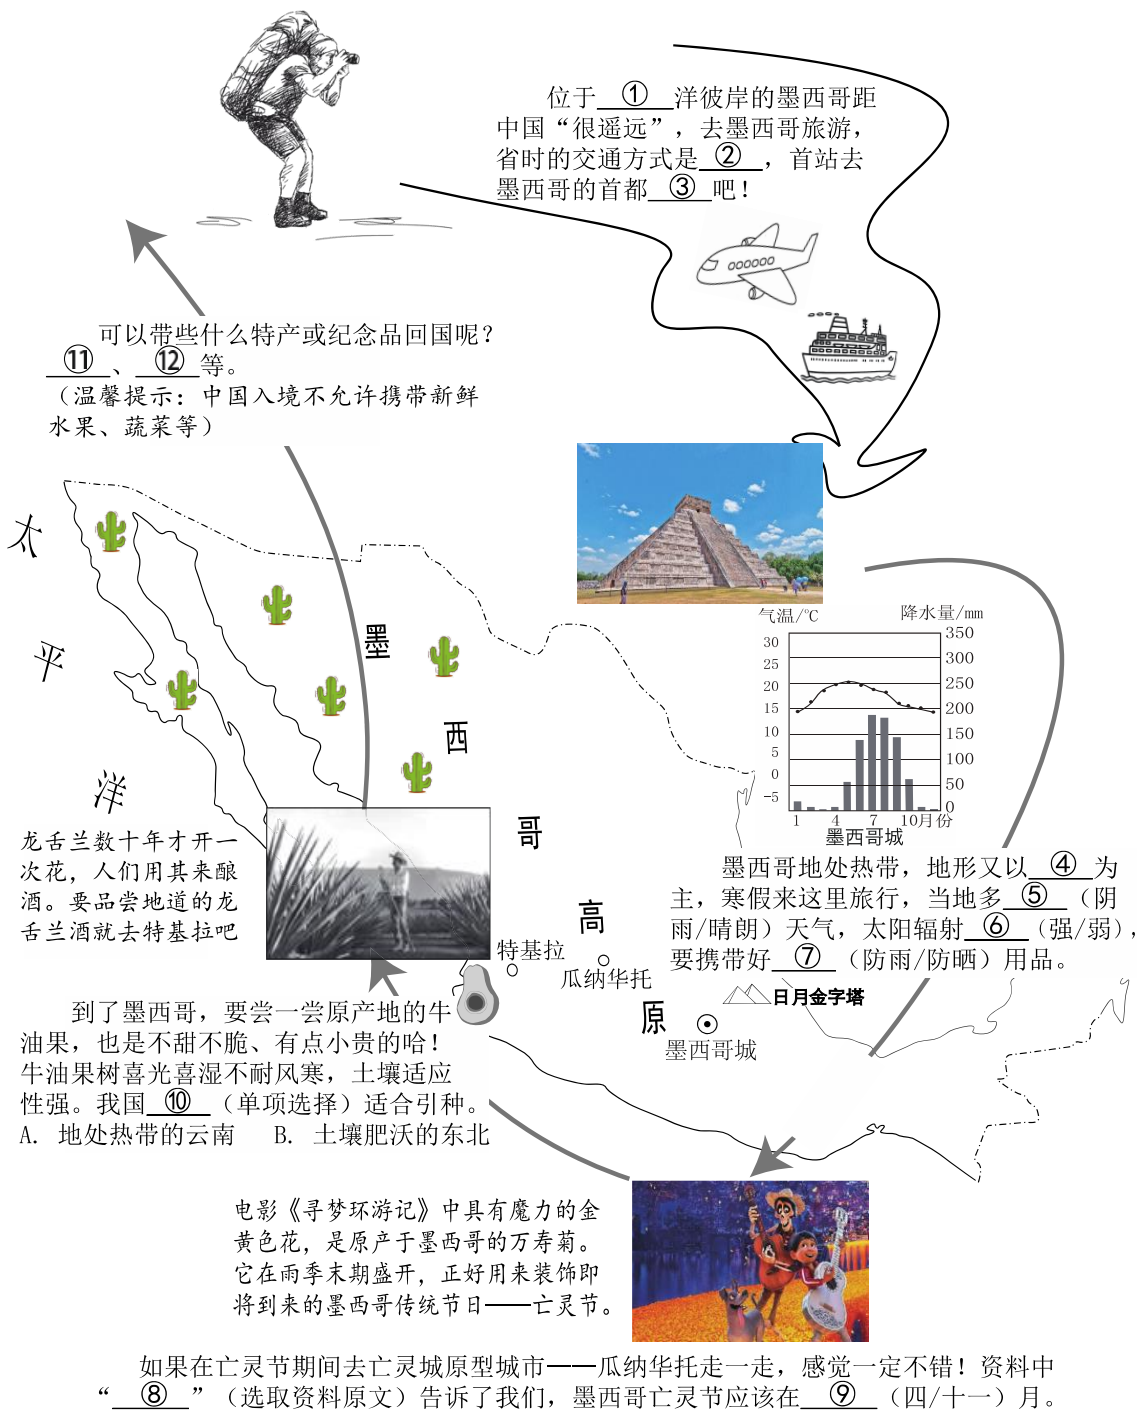 位于 ① 洋彼岸的墨西哥距
中国“很遥远”，去墨西哥旅游，
省时的交通方式是 ② ，首站去
墨西哥的首都 ③ 吧！
可以带些什么特产或纪念品回国呢？
⑪ 、 ⑫ 等。
（温馨提示：中国入境不允许携带新鲜
水果、蔬菜等）
太
平
洋
墨
西
哥
高
原
气温/℃
降水量/mm
30
25
20
15
10
5
0
-5
350
300
250
200
150
100
50
0
1 4 7 10月份
墨西哥城
龙舌兰数十年才开一
次花，人们用其来酿
酒。要品尝地道的龙
舌兰酒就去特基拉吧
墨西哥地处热带，地形又以 ④ 为
主，寒假来这里旅行，当地多 ⑤ （阴
雨/晴朗）天气，太阳辐射 ⑥ （强/弱），
要携带好 ⑦ （防雨/防晒）用品。
特基拉
瓜纳华托
日月金字塔
墨西哥城
到了墨西哥，要尝一尝原产地的牛
油果，也是不甜不脆、有点小贵的哈！
牛油果树喜光喜湿不耐风寒，土壤适应
性强。我国 ⑩ （单项选择）适合引种。
A. 地处热带的云南 B. 土壤肥沃的东北
电影《寻梦环游记》中具有魔力的金
黄色花，是原产于墨西哥的万寿菊。
它在雨季末期盛开，正好用来装饰即
将到来的墨西哥传统节日——亡灵节。
如果在亡灵节期间去亡灵城原型城市——瓜纳华托走一走，感觉一定不错！资料中
“ ⑧ ”（选取资料原文）告诉了我们，墨西哥亡灵节应该在 ⑨ （四/十一）月。